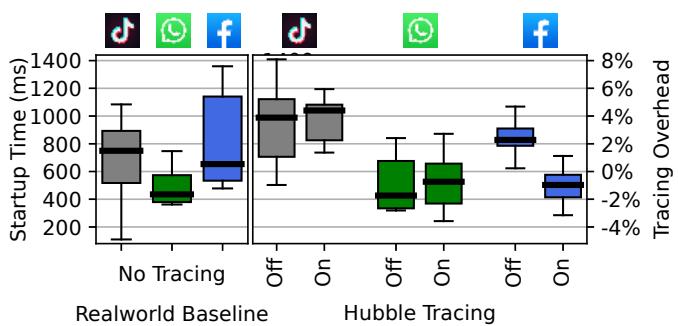 Startup Time (ms)
1400
1200
1000
800
600
400
200
8%
6%
4%
2%
0%
-2%
-4%
Tracing Overhead
No Tracing
Off
On
Off
On
Off
On
Realworld Baseline
Hubble Tracing